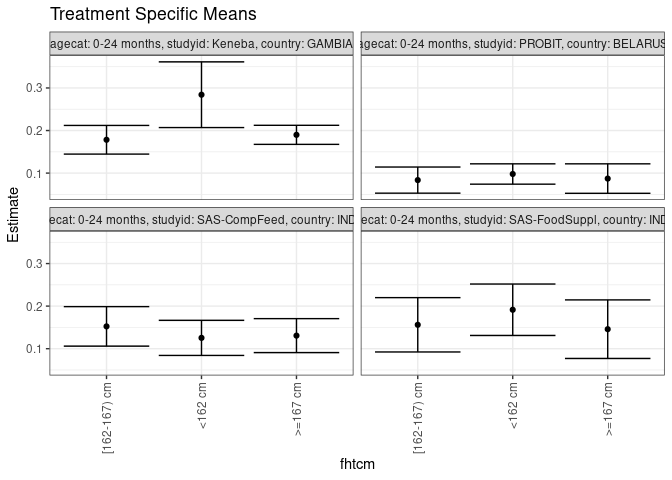 Treatment Specific Means
agecat: 0-24 months, studyid: Keneba, country: GAMBIA
agecat: 0-24 months, studyid: PROBIT, country: BELARUS
0.3
0.2
0.1
ecat: 0-24 months, studyid: SAS-CompFeed, country: IND
ecat: 0-24 months, studyid: SAS-FoodSuppl, country: IND
0.3
0.2
0.1
Estimate
[162-167) cm
<162 cm
>=167 cm
[162-167) cm
<162 cm
>=167 cm
fhtcm